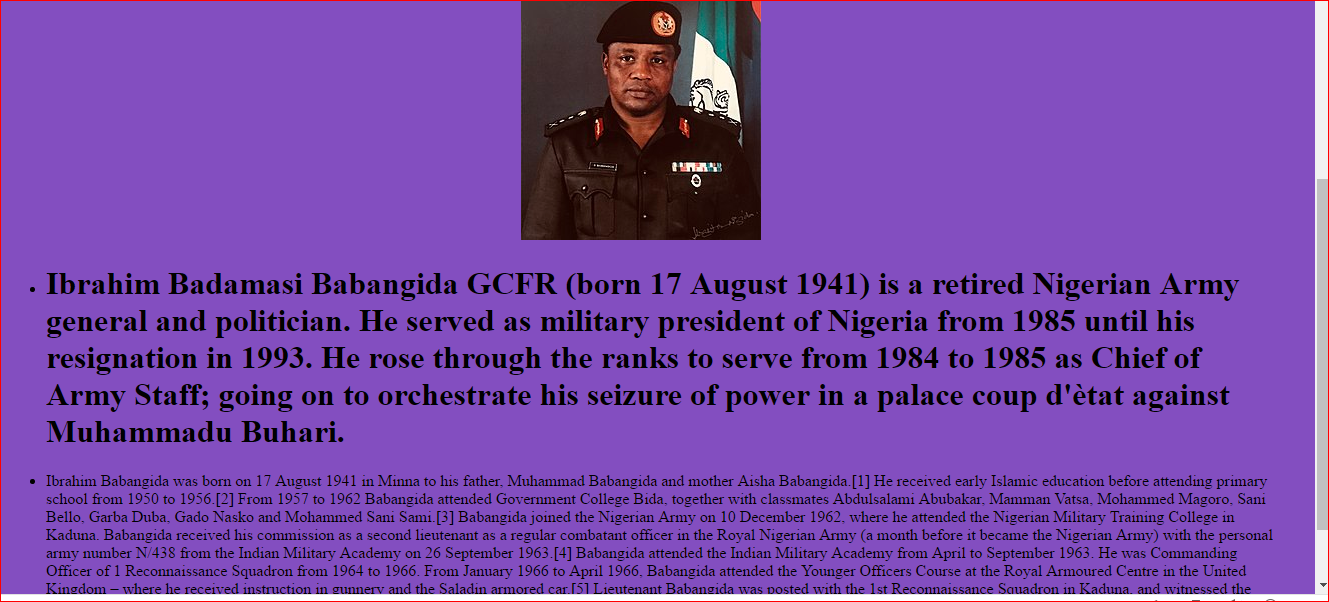 Ibrahim Badamasi Babangida GCFR (born 17 August 1941) is a retired Nigerian Army
general and politician. He served as military president of Nigeria from 1985 until his
resignation in 1993. He rose through the ranks to serve from 1984 to 1985 as Chief of
Army Staff; going on to orchestrate his seizure of power in a palace coup d'ètat against
Muhammadu Buhari.
Ibrahim Babangida was born on 17 August 1941 in Minna to his father, Muhammad Babangida and mother Aisha Babangida.[1] He received early Islamic education before attending primary
school from 1950 to 1956.[2] From 1957 to 1962 Babangida attended Government College Bida, together with classmates Abdulsalami Abubakar, Mamman Vatsa, Mohammed Magoro, Sani
Bello, Garba Duba, Gado Nasko and Mohammed Sani Sami.[3] Babangida joined the Nigerian Army on 10 December 1962, where he attended the Nigerian Military Training College in
Kaduna. Babangida received his commission as a second lieutenant as a regular combatant officer in the Royal Nigerian Army (a month before it became the Nigerian Army) with the personal
army number N/438 from the Indian Military Academy on 26 September 1963.[4] Babangida attended the Indian Military Academy from April to September 1963. He was Commanding
Officer of 1 Reconnaissance Squadron from 1964 to 1966. From January 1966 to April 1966, Babangida attended the Younger Officers Course at the Royal Armoured Centre in the United
Kingdom – where he received instruction in gunnery and the Saladin armored car.[5] Lieutenant Babangida was posted with the 1st Reconnaissance Squadron in Kaduna, and witnessed the